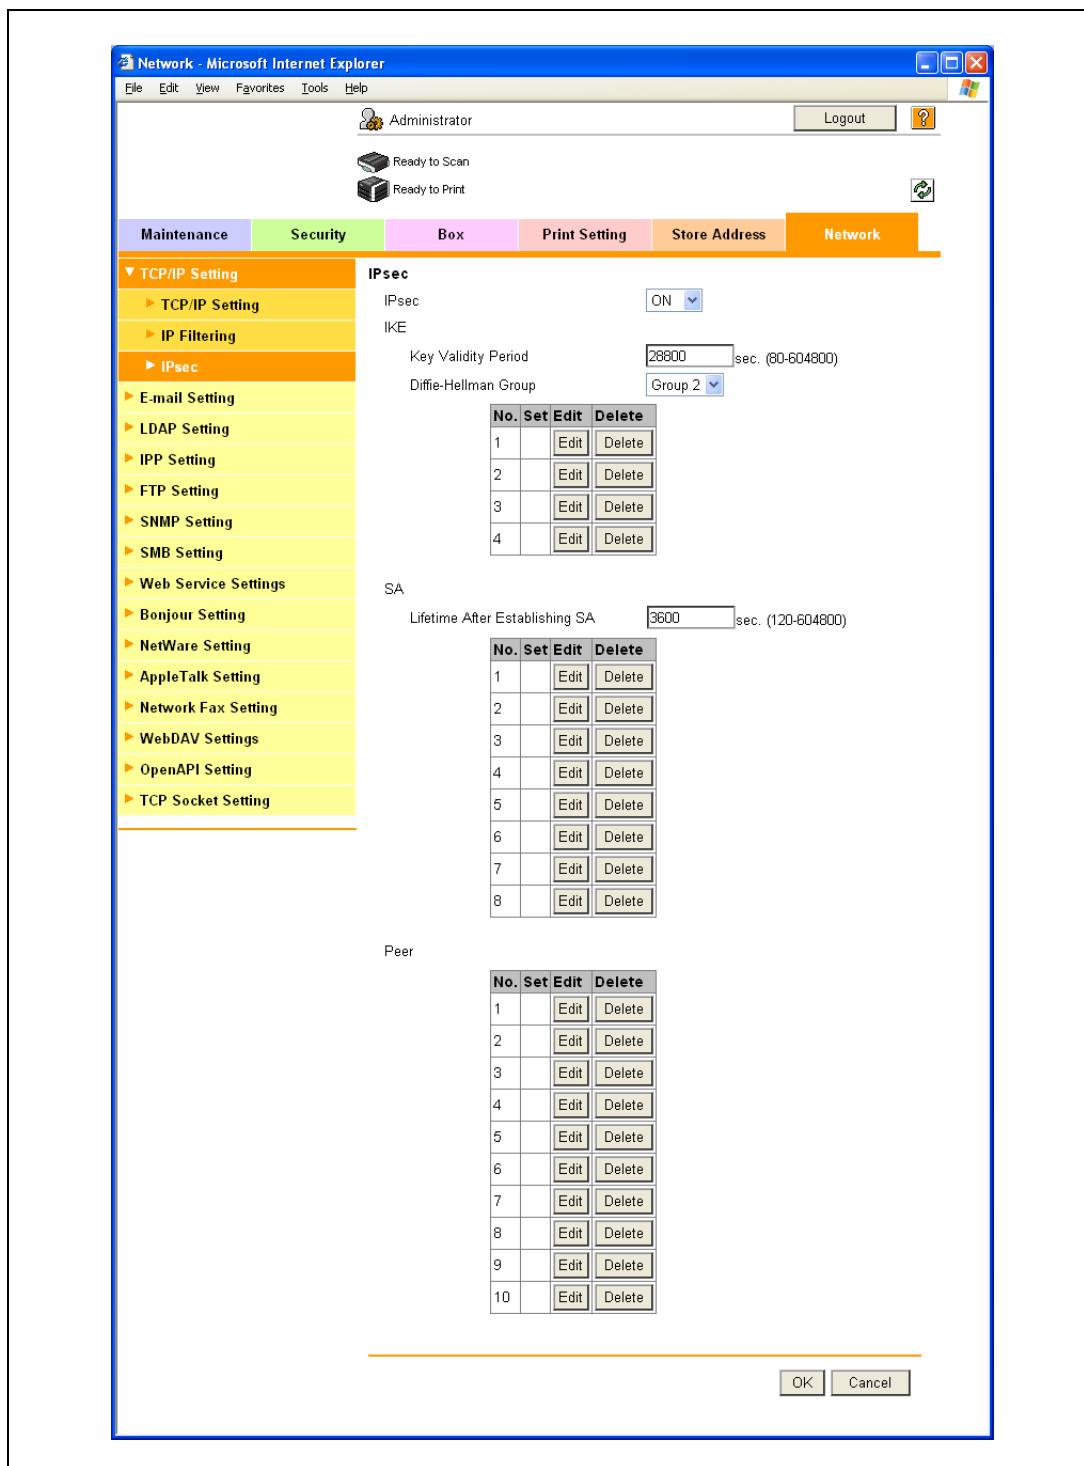 Network - Microsoft Internet Explorer
File Edit View Favorites Tools Help
Administrator
Logout
?
Ready to Scan
Ready to Print
Maintenance Security Box Print Setting Store Address Network
TCP/IP Setting
TCP/IP Setting
IP Filtering
IPsec
E-mail Setting
LDAP Setting
IPP Setting
FTP Setting
SNMP Setting
SMB Setting
Web Service Settings
Bonjour Setting
NetWare Setting
AppleTalk Setting
Network Fax Setting
WebDAV Settings
OpenAPI Setting
TCP Socket Setting
IPsec
IPsec ON
IKE
Key Validity Period 28800 sec. (80-604800)
Diffie-Hellman Group Group 2
No. Set Edit Delete
1 Edit Delete
2 Edit Delete
3 Edit Delete
4 Edit Delete
SA
Lifetime After Establishing SA 3600 sec. (120-604800)
No. Set Edit Delete
1 Edit Delete
2 Edit Delete
3 Edit Delete
4 Edit Delete
5 Edit Delete
6 Edit Delete
7 Edit Delete
8 Edit Delete
Peer
No. Set Edit Delete
1 Edit Delete
2 Edit Delete
3 Edit Delete
4 Edit Delete
5 Edit Delete
6 Edit Delete
7 Edit Delete
8 Edit Delete
9 Edit Delete
10 Edit Delete
OK Cancel